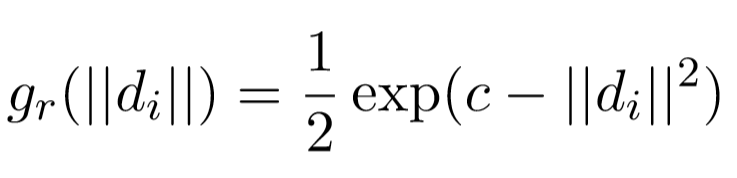 g_r(||d_i||) = \frac{1}{2} exp(c − ||d_i||^2)